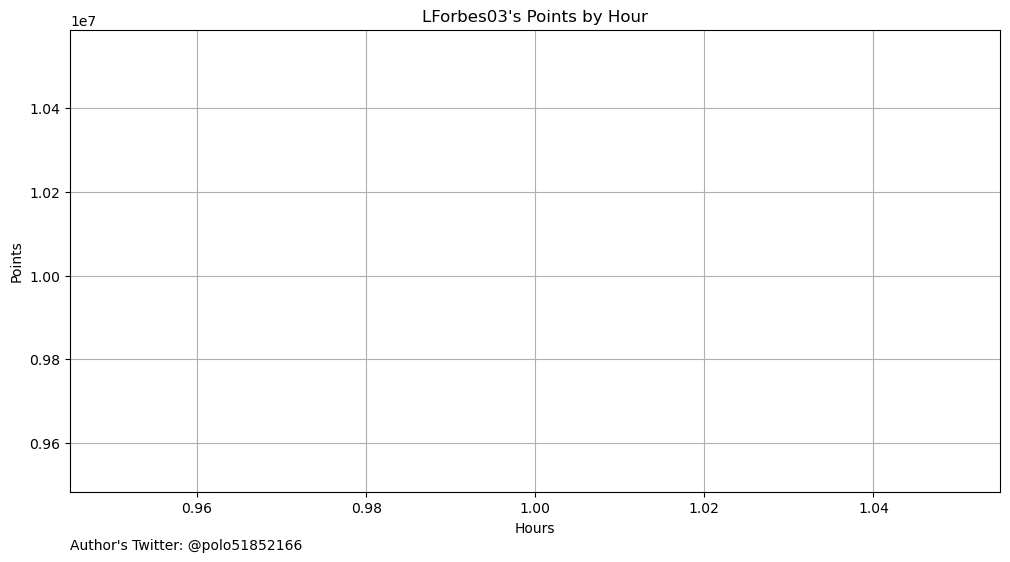 LForbes03's Points by Hour
1e7
1.04
1.02
1.00
0.98
0.96
Points
0.96 0.98 1.00 1.02 1.04
Hours
Author's Twitter: @polo51852166